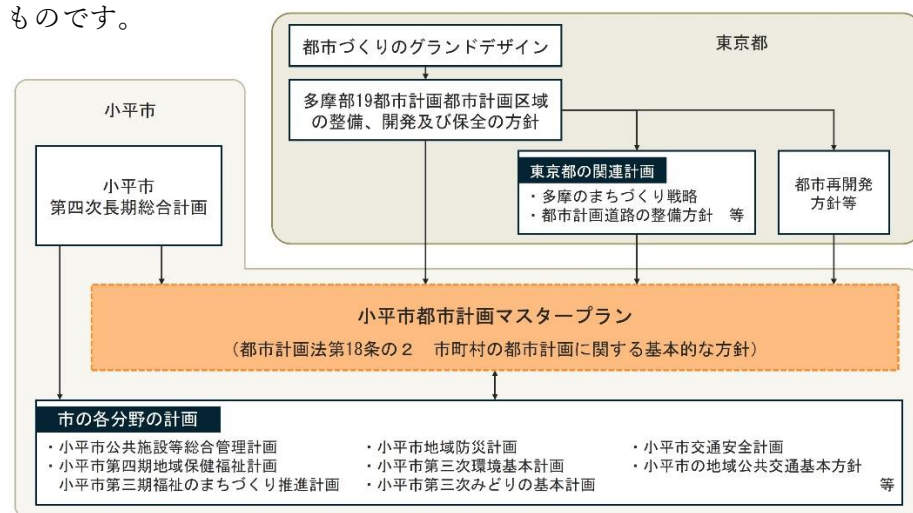 ものです。
都市づくりのグランドデザイン
東京都
多摩部19都市計画都市計画区域
の整備、開発及び保全の方針
小平市
小平市
第四次長期総合計画
東京都の関連計画
・多摩のまちづくり戦略
・都市計画道路の整備方針　等
都市再開発
方針等
小平市都市計画マスタープラン
（都市計画法第18条の２　市町村の都市計画に関する基本的な方針）
市の各分野の計画
・小平市公共施設等総合管理計画
・小平市第四期地域保健福祉計画
小平市第三期福祉のまちづくり推進計画
・小平市地域防災計画
・小平市第三次環境基本計画
・小平市第三次みどりの基本計画
・小平市交通安全計画
・小平市の地域公共交通基本方針
等